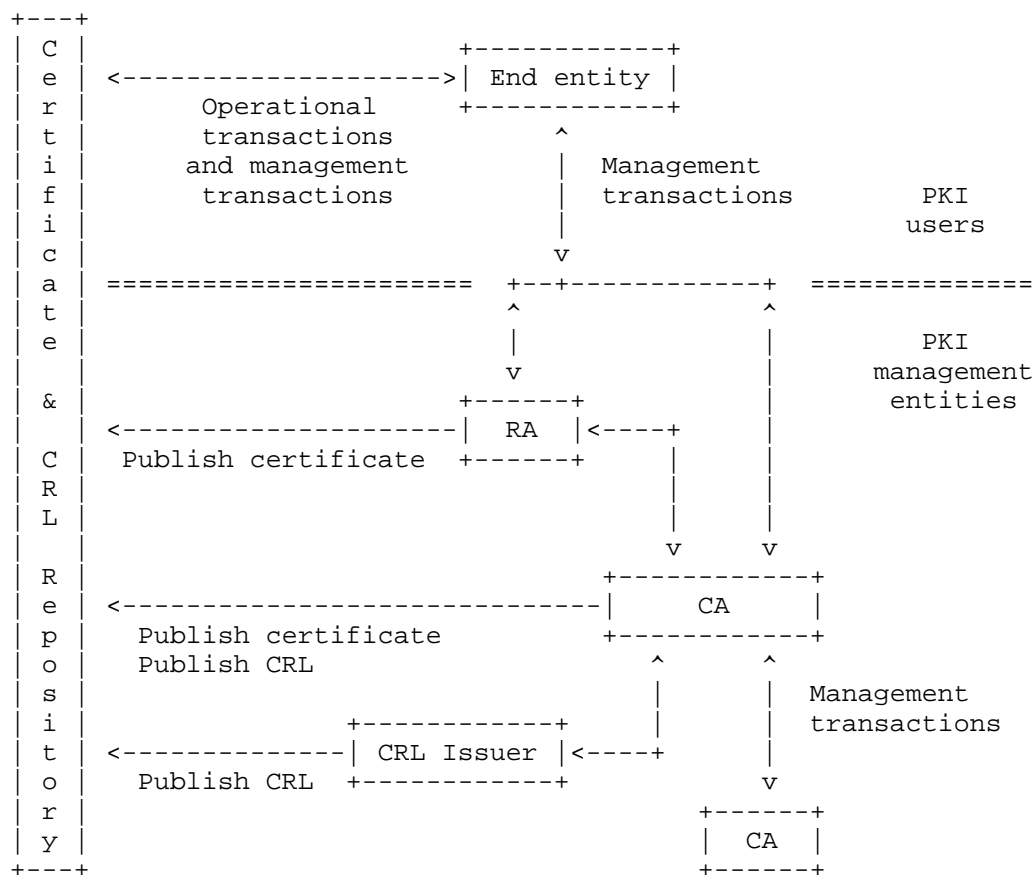 Certificate & CRL Repository
End entity
Operational
transactions
and management
transactions
Management
transactions
PKI
users
PKI
management
entities
RA
Publish certificate
CA
Publish certificate
Publish CRL
Management
transactions
CRL Issuer
Publish CRL
CA